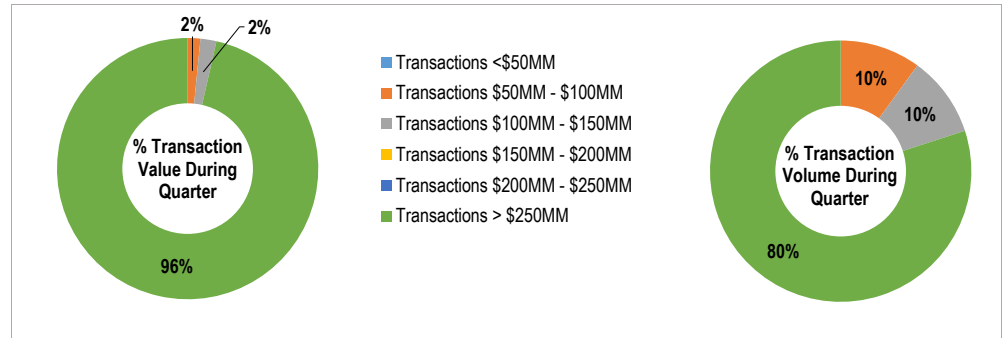 2%
2%
% Transaction
Value During
Quarter
96%
Transactions <$50MM
Transactions $50MM - $100MM
Transactions $100MM - $150MM
Transactions $150MM - $200MM
Transactions $200MM - $250MM
Transactions > $250MM
10%
10%
% Transaction
Volume During
Quarter
80%